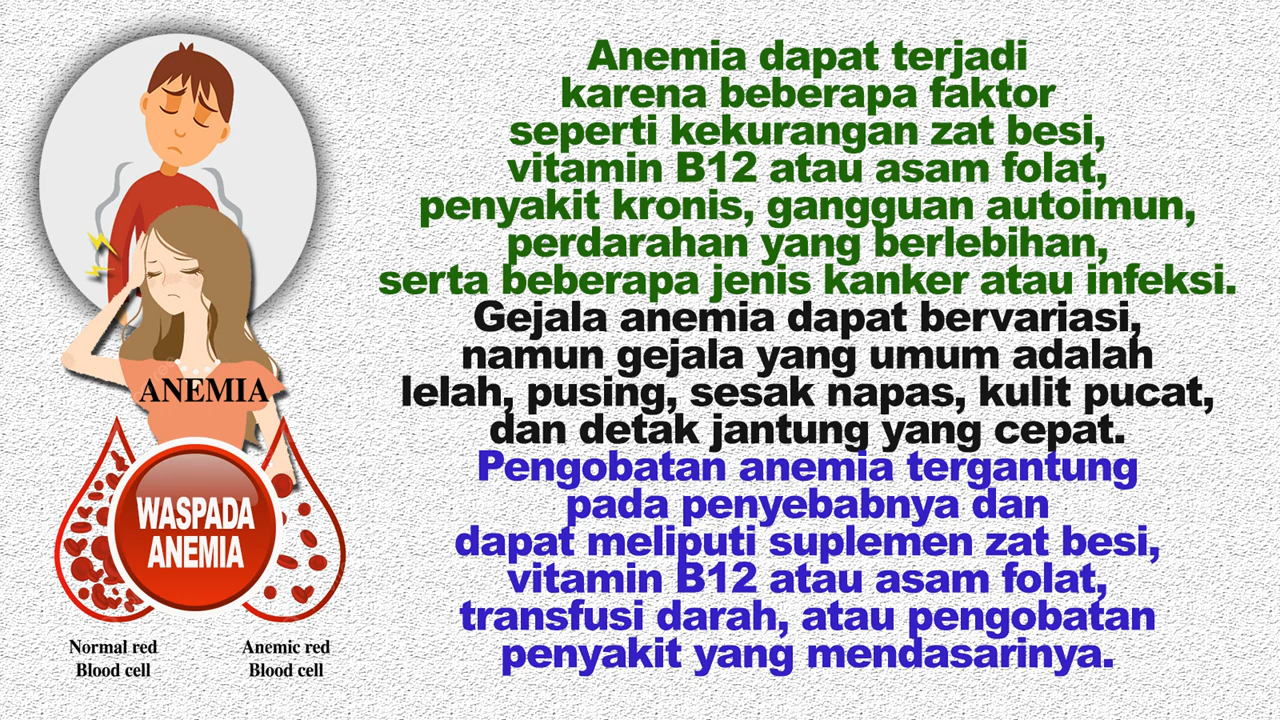 Anemia dapat terjadi
karena beberapa faktor
seperti kekurangan zat besi,
vitamin B12 atau asam folat,
penyakit kronis, gangguan autoimun,
perdarahan yang berlebihan,
serta beberapa jenis kanker atau infeksi.
Gejala anemia dapat bervariasi,
namun gejala yang umum adalah
lelah, pusing, sesak napas, kulit pucat,
dan detak jantung yang cepat.
Pengobatan anemia tergantung
pada penyebabnya dan
dapat meliputi suplemen zat besi,
vitamin B12 atau asam folat,
transfusi darah, atau pengobatan
penyakit yang mendasarinya.
ANEMIA
WASPADA
ANEMIA
Normal red
Blood cell
Anemic red
Blood cell